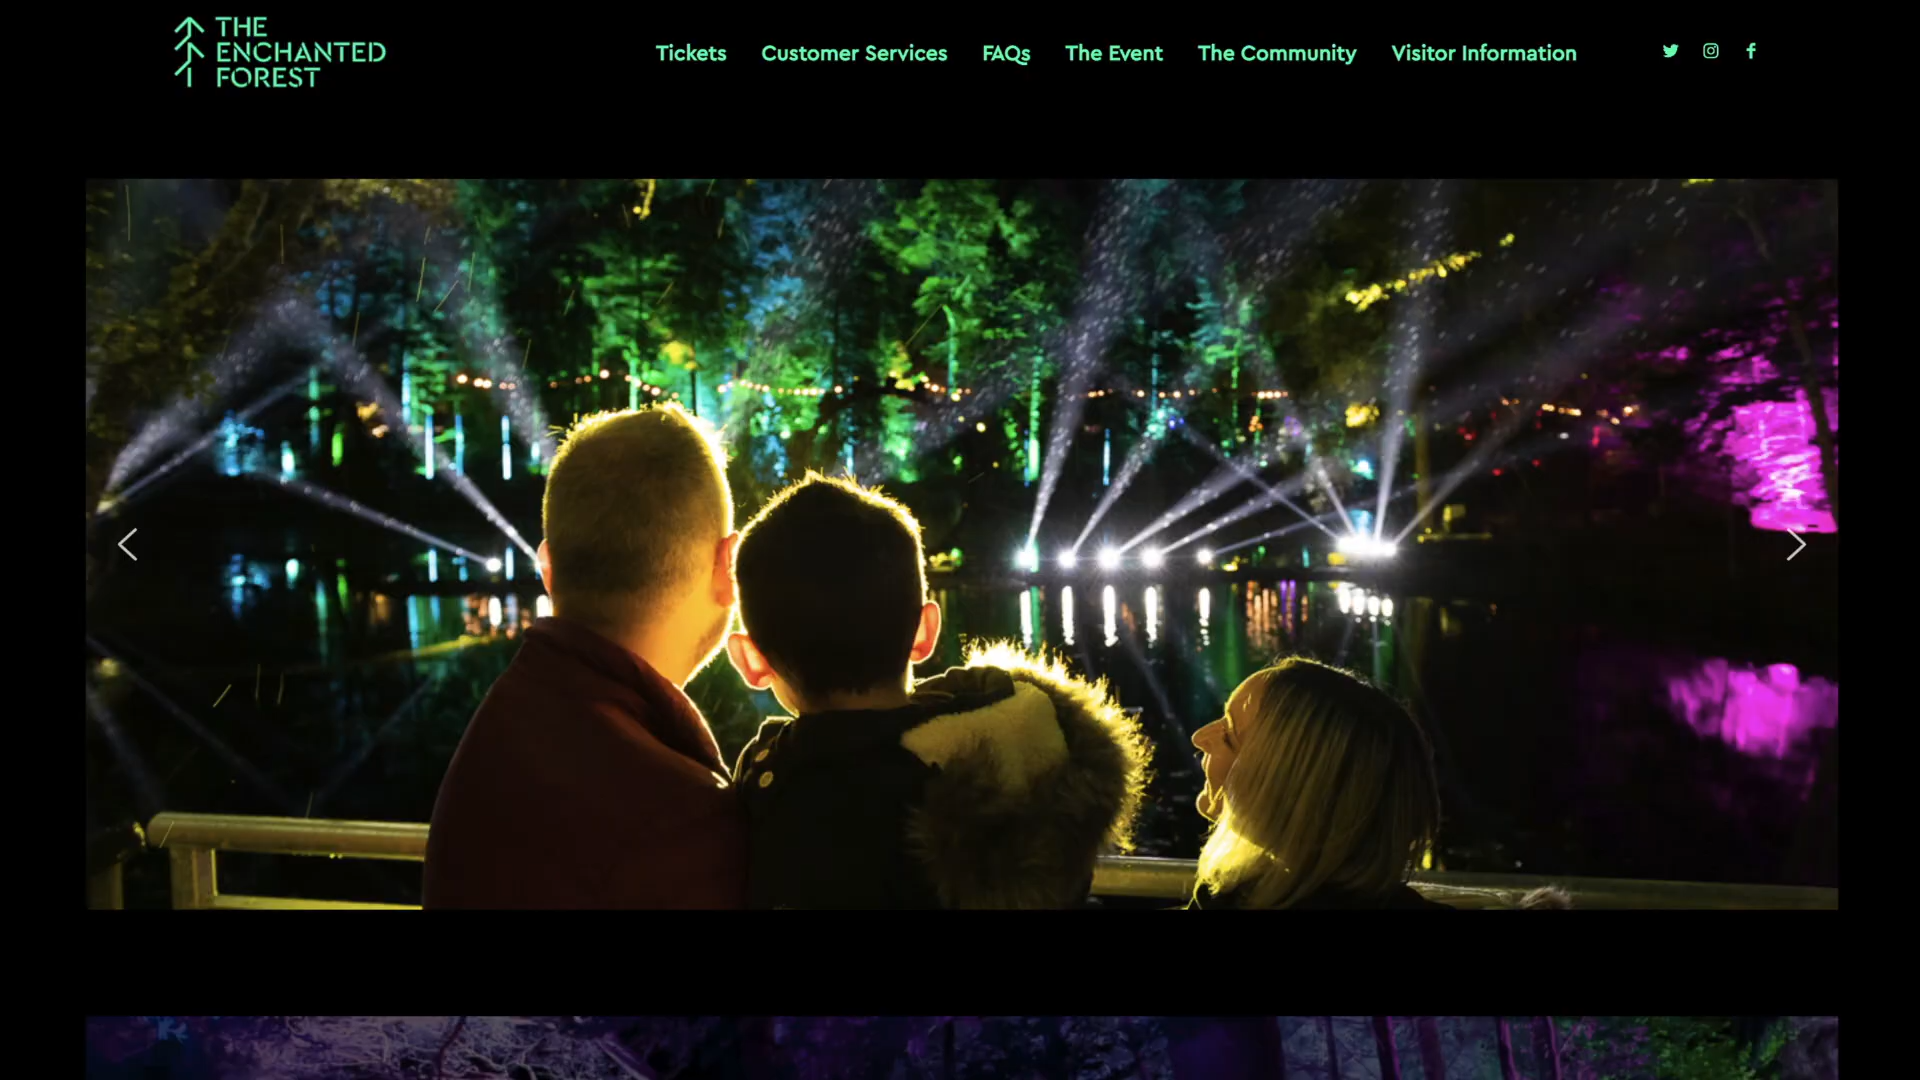 THE
ENCHANTED
FOREST
Tickets Customer Services FAQs The Event The Community Visitor Information